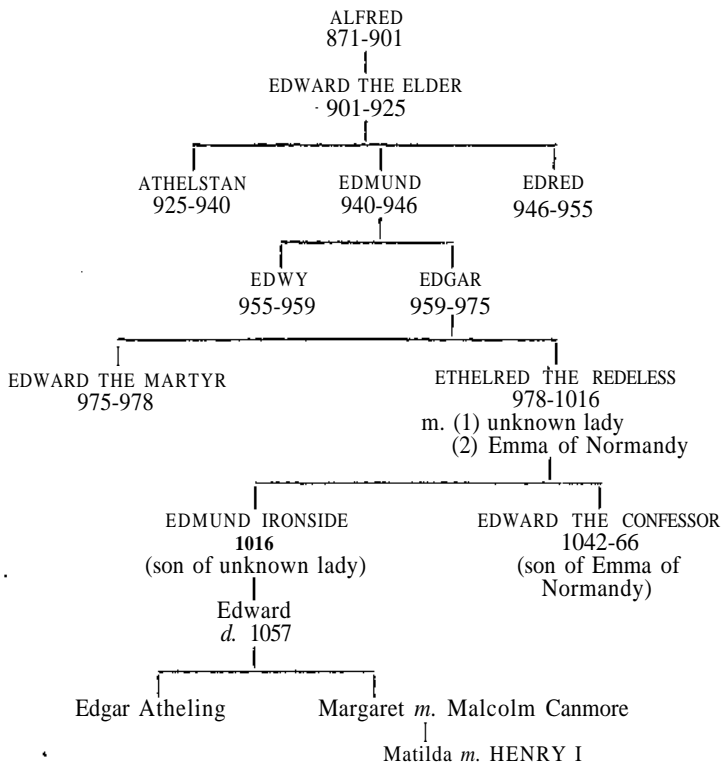 ALFRED
871-901
EDWARD THE ELDER
901-925
ATHELSTAN
925-940
EDMUND
940-946
EDRED
946-955
EDWY
955-959
EDGAR
959-975
EDWARD THE MARTYR
975-978
ETHELRED THE REDELESS
978-1016
m. (1) unknown lady
(2) Emma of Normandy
EDMUND IRONSIDE
1016
(son of unknown lady)
EDWARD THE CONFESSOR
1042-66
(son of Emma of
Normandy)
Edward
d. 1057
Edgar Atheling
Margaret m. Malcolm Canmore
Matilda m. HENRY I